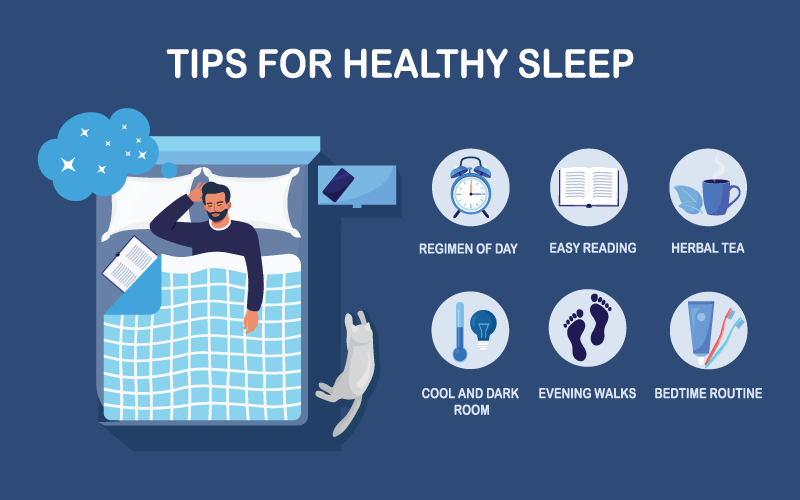 TIPS FOR HEALTHY SLEEP
REGIMEN OF DAY
EASY READING
HERBAL TEA
COOL AND DARK
ROOM
EVENING WALKS
BEDTIME ROUTINE